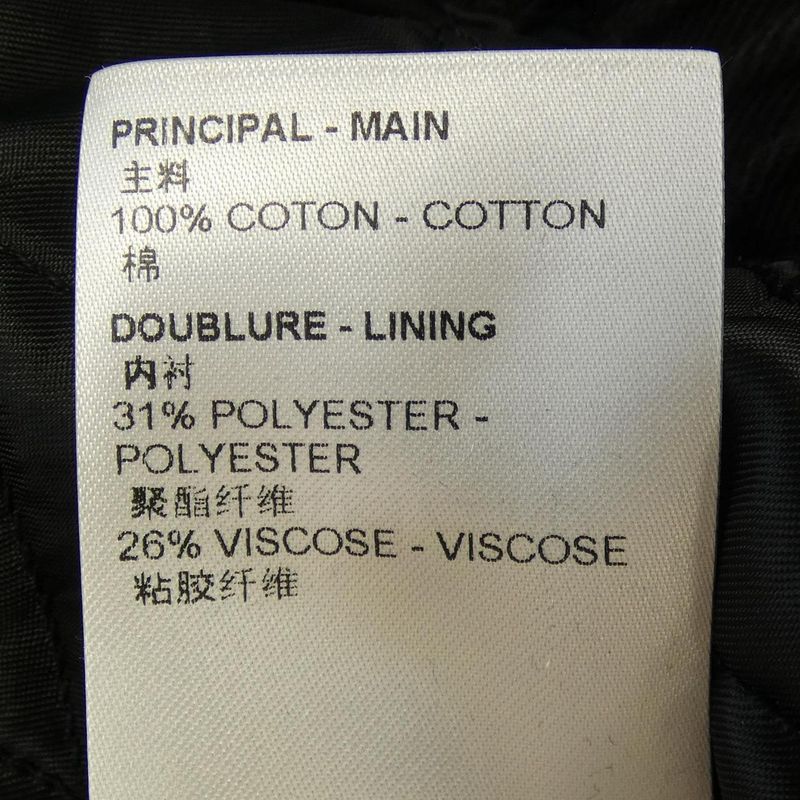 PRINCIPAL - MAIN
主料
100% COTON - COTTON
棉
DOUBLURE - LINING
内衬
31% POLYESTER -
POLYESTER
聚酯纤维
26% VISCOSE - VISCOSE
粘胶纤维